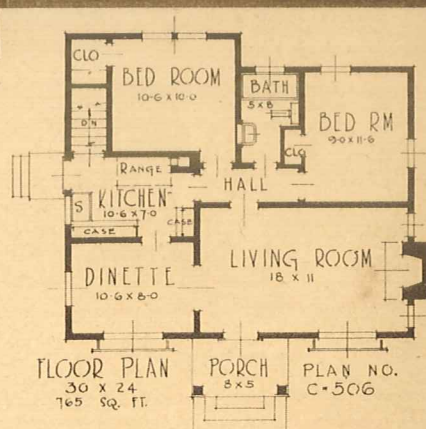 CLO
BED ROOM
10-6 X 10-0
BATH
5 X 8
BED RM
9-0 X 11-6
DN
CLO
RANGE
HALL
KITCHEN
10-6 X 7-0
S
CASE
CASE
LIVING ROOM
18 X 11
DINETTE
10-6 X 8-0
FLOOR PLAN
30 X 24
765 SQ. FT.
PORCH
8 X 5
PLAN NO.
C-506